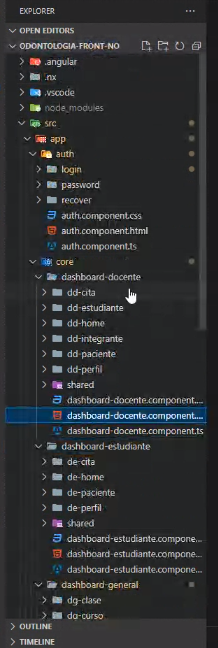 EXPLORER
OPEN EDITORS
ODONTOLOGIA-FRONT-NO
.angular
.nx
.vscode
node_modules
src
app
auth
login
password
recover
auth.component.css
auth.component.html
auth.component.ts
core
dashboard-docente
dd-cita
dd-estudiante
dd-home
dd-integrante
dd-paciente
dd-perfil
shared
dashboard-docente.component....
dashboard-docente.component....
dashboard-docente.component.ts
dashboard-estudiante
de-cita
de-home
de-paciente
de-perfil
shared
dashboard-estudiante.compone...
dashboard-estudiante.compone...
dashboard-estudiante.compone...
dashboard-general
dg-clase
dg-curso
OUTLINE
TIMELINE